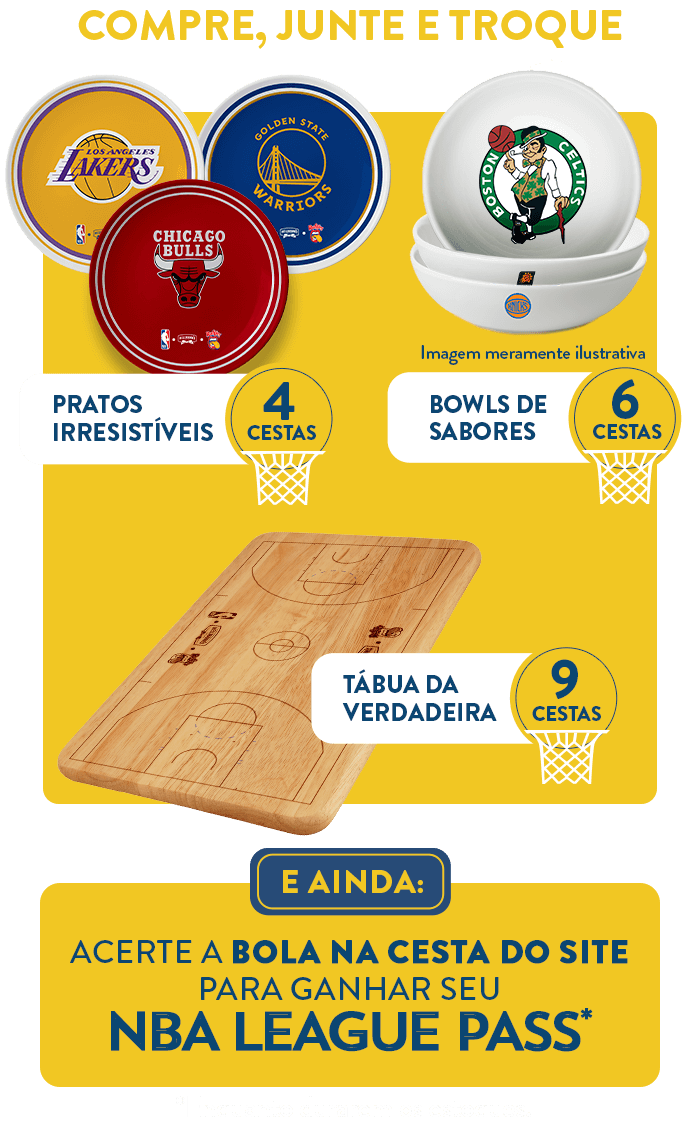 COMPRE, JUNTE E TROQUE
LOS ANGELES
LAKERS
GOLDEN STATE
WARRIORS
CHICAGO
BULLS
BOSTON
CELTICS
Imagem meramente ilustrativa
PRATOS
IRRESISTÍVEIS
4
CESTAS
BOWLS DE
SABORES
6
CESTAS
TÁBUA DA
VERDADEIRA
9
CESTAS
E AINDA:
ACERTE A BOLA NA CESTA DO SITE
PARA GANHAR SEU
NBA LEAGUE PASS*